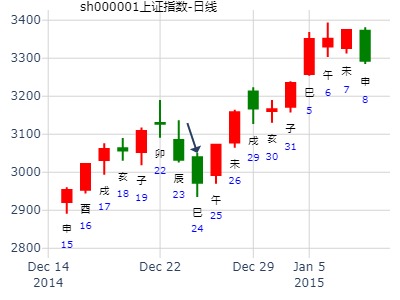 sh000001上证指数-日线
3400
3300
3200
3100
3000
2900
2800
申
15
酉
16
戌
17
亥
18
子
19
卯
22
辰
23
巳
24
午
25
未
26
戌
29
亥
30
子
31
巳
5
午
6
未
7
申
8
Dec 14
2014
Dec 22
Dec 29
Jan 5
2015